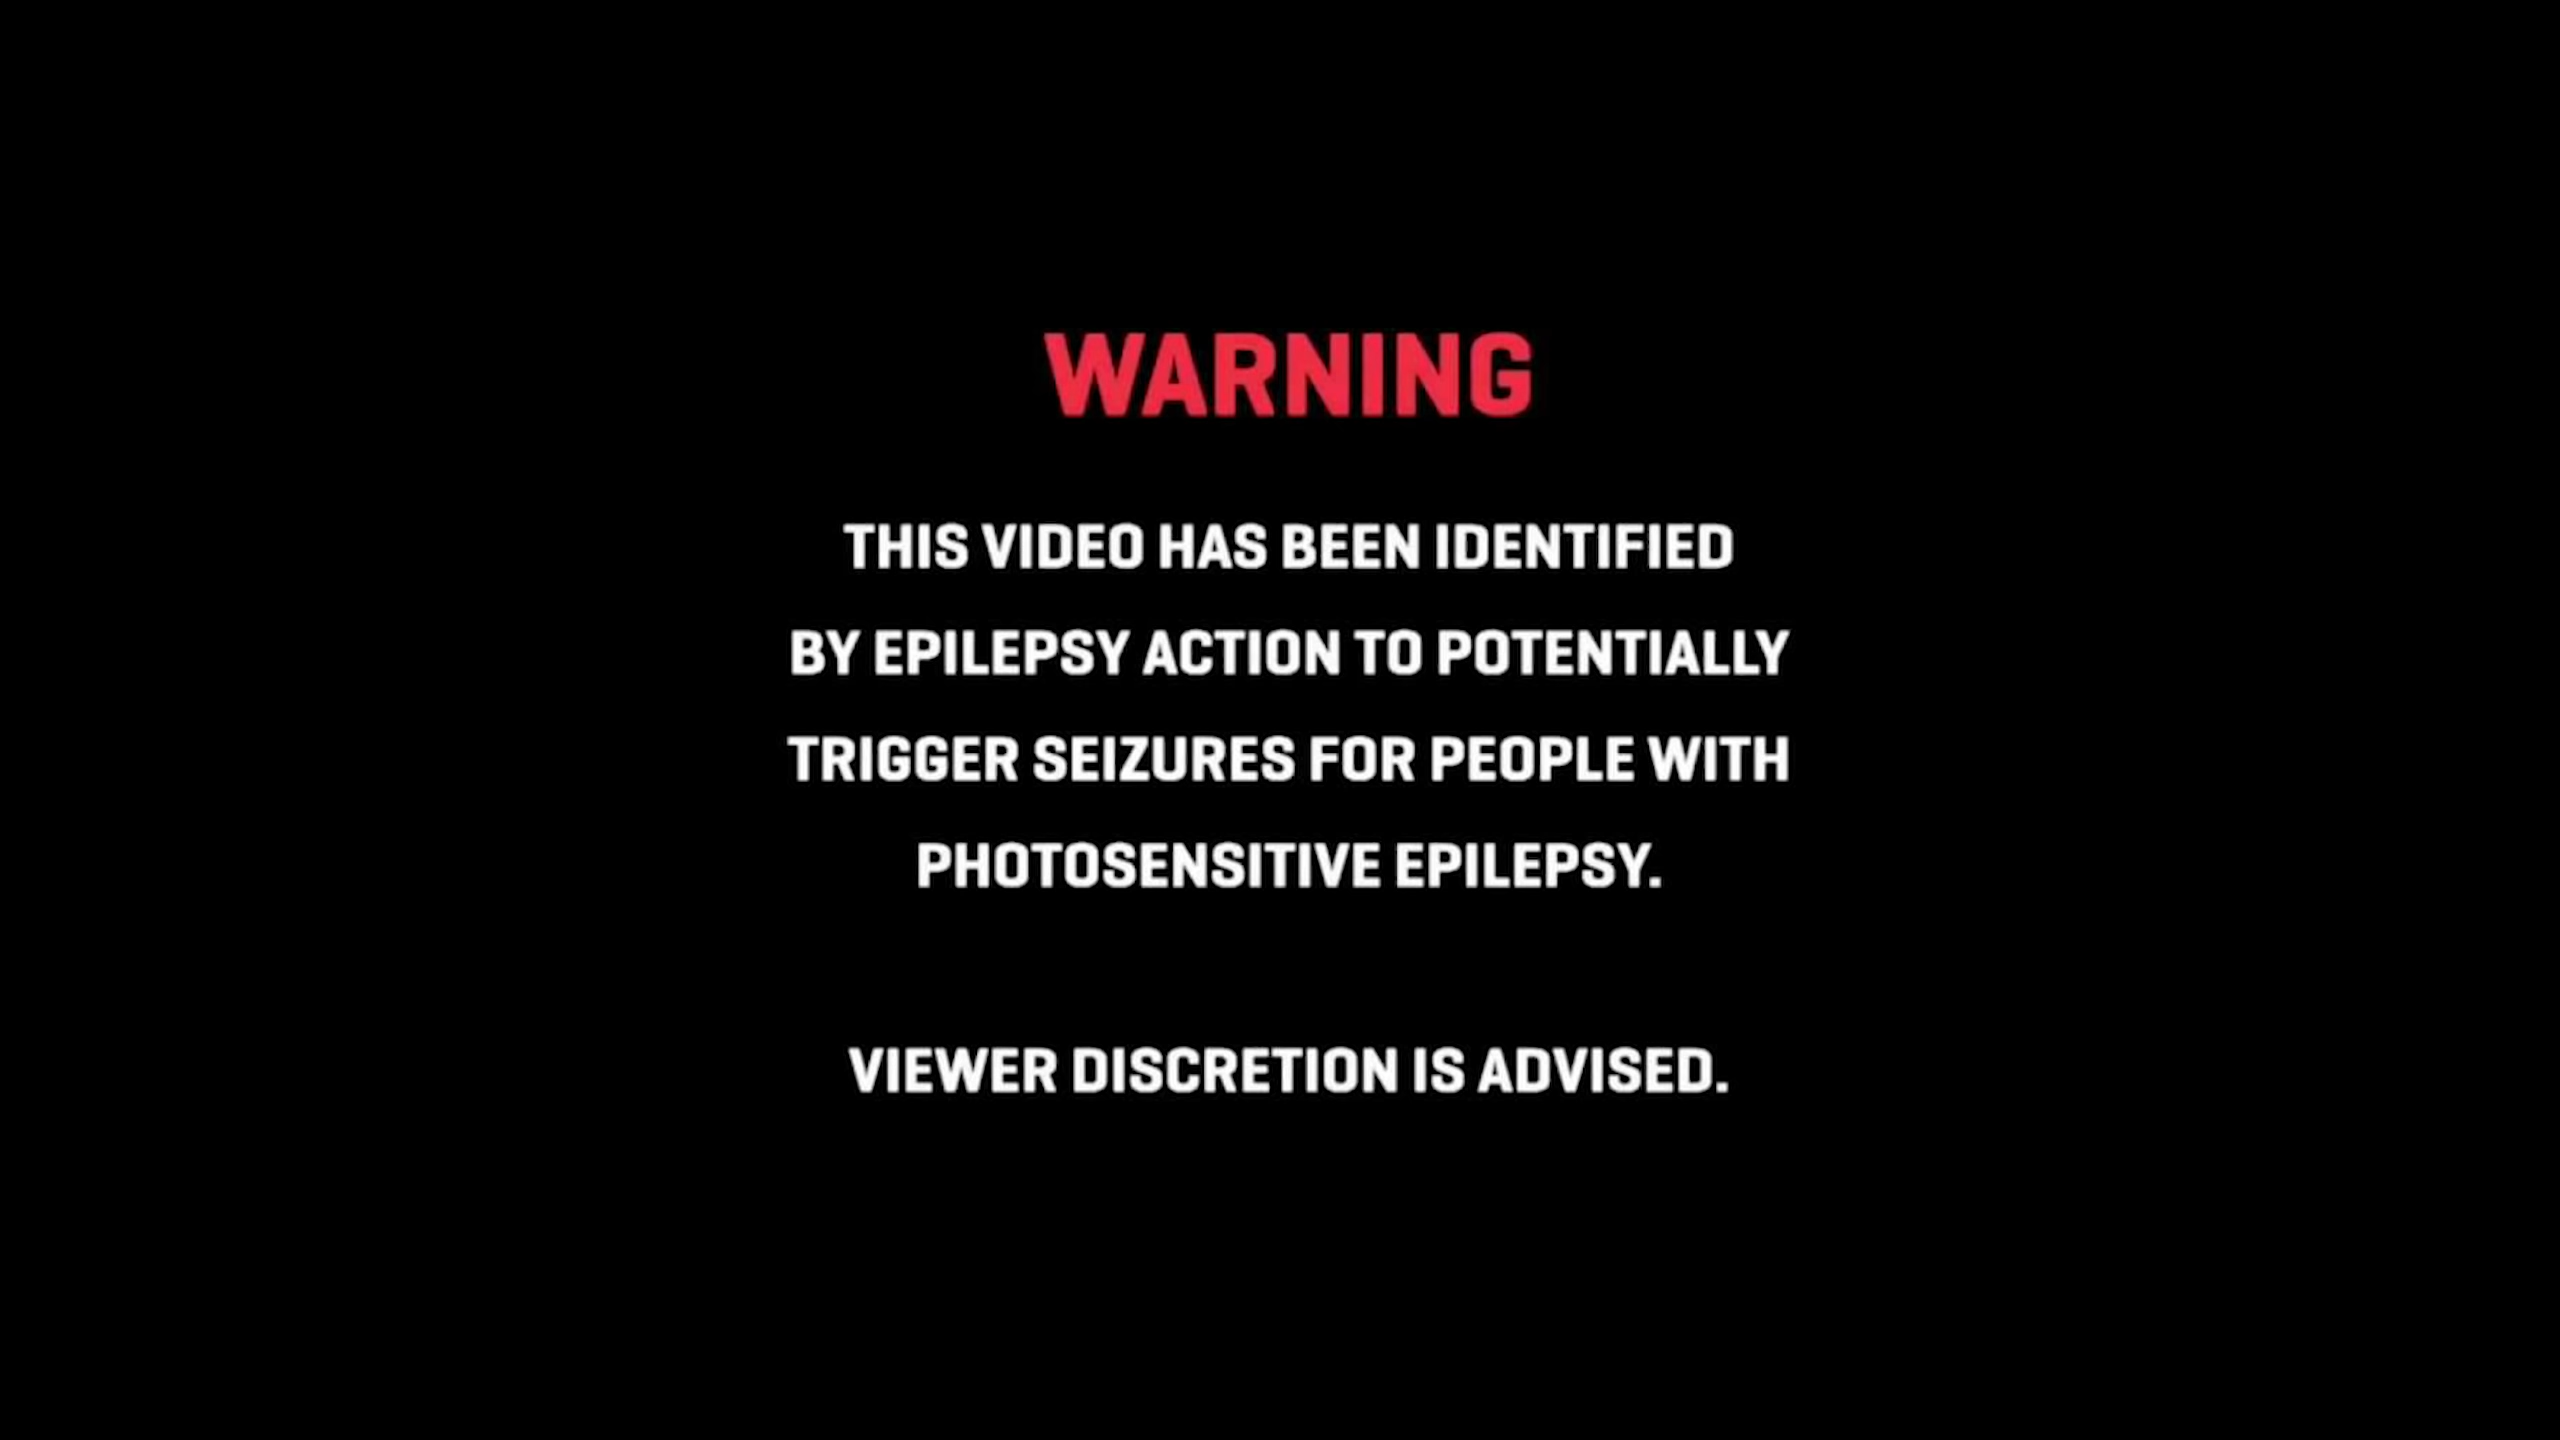 WARNING
THIS VIDEO HAS BEEN IDENTIFIED
BY EPILEPSY ACTION TO POTENTIALLY
TRIGGER SEIZURES FOR PEOPLE WITH
PHOTOSENSITIVE EPILEPSY.
VIEWER DISCRETION IS ADVISED.